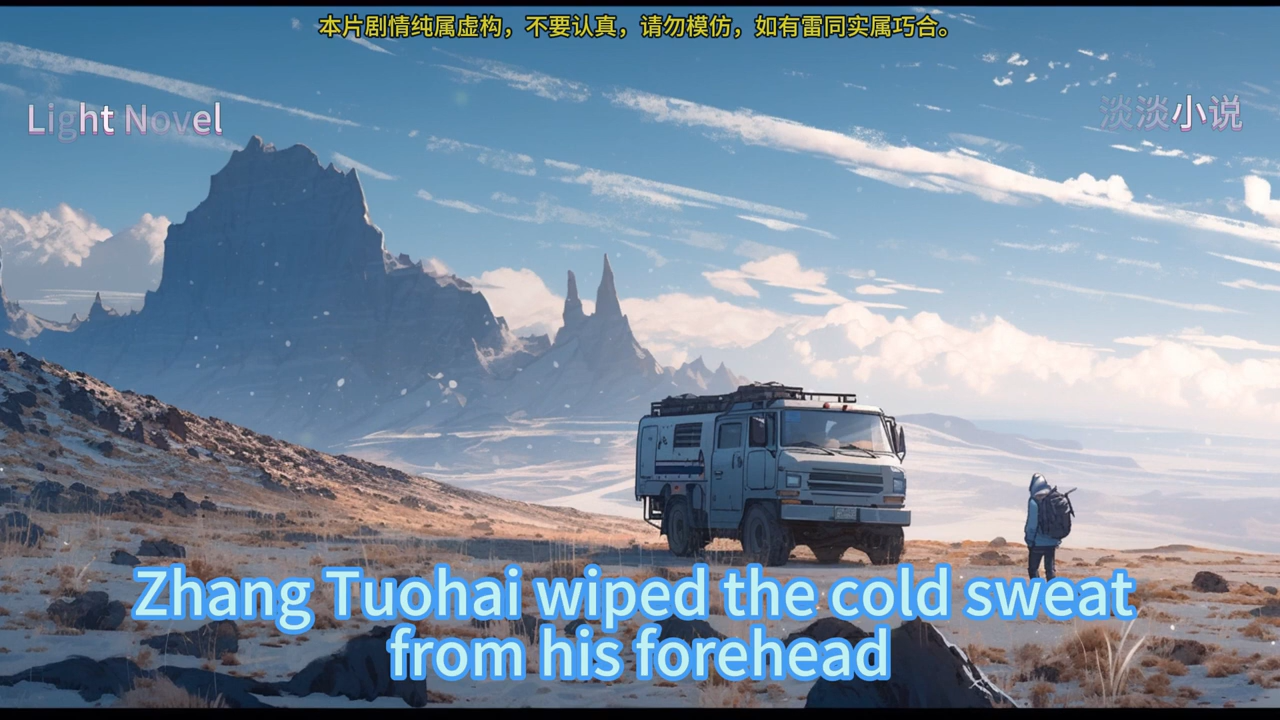 本片剧情纯属虚构，不要认真，请勿模仿，如有雷同实属巧合。
Light Novel
淡淡小说
Zhang Tuohai wiped the cold sweat
from his forehead